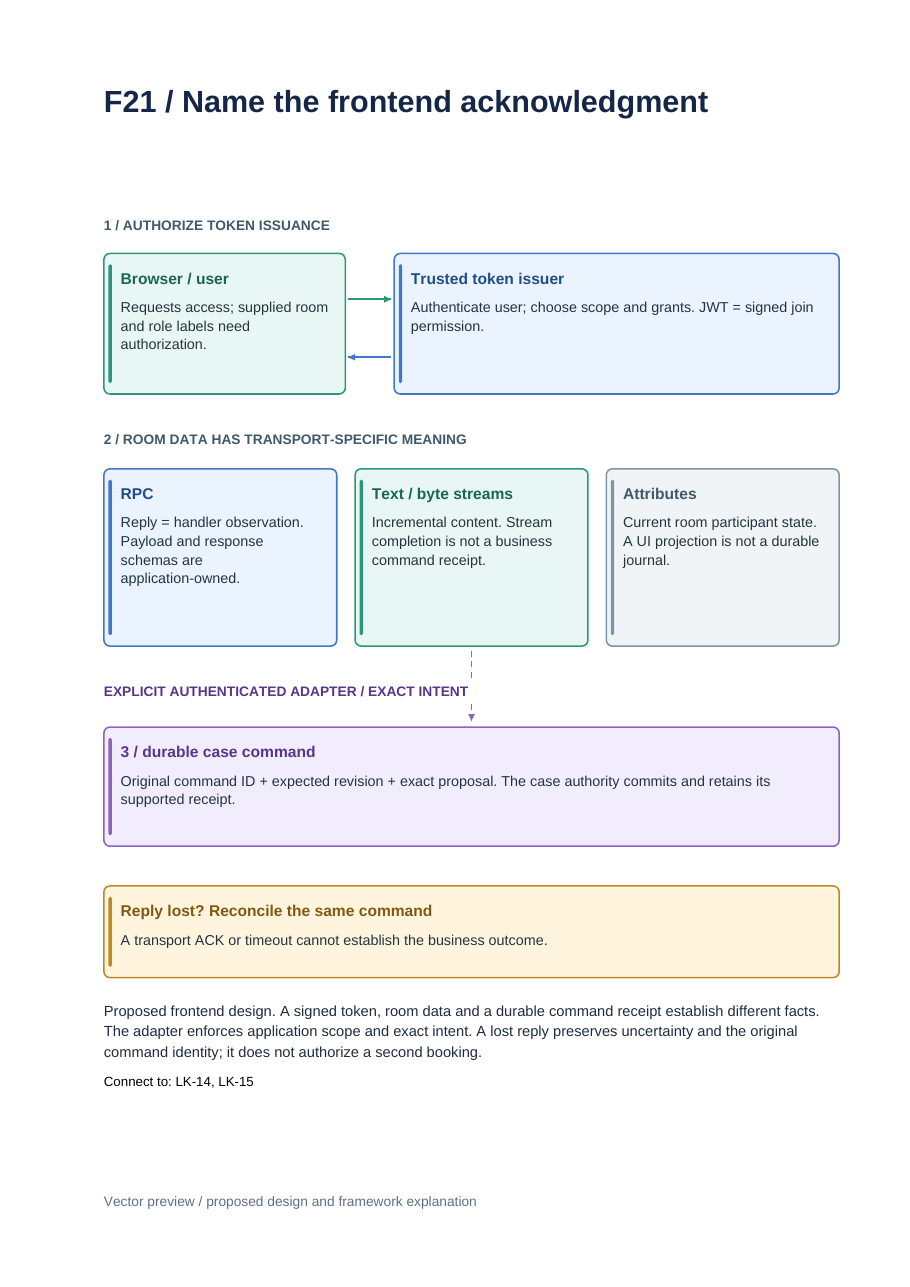 F21 / Name the frontend acknowledgment
1 / AUTHORIZE TOKEN ISSUANCE
Browser / user
Requests access; supplied room
and role labels need
authorization.
Trusted token issuer
Authenticate user; choose scope and grants. JWT = signed join
permission.
2 / ROOM DATA HAS TRANSPORT-SPECIFIC MEANING
RPC
Reply = handler observation.
Payload and response
schemas are
application-owned.
Text / byte streams
Incremental content. Stream
completion is not a business
command receipt.
Attributes
Current room participant state.
A UI projection is not a durable
journal.
EXPLICIT AUTHENTICATED ADAPTER / EXACT INTENT
3 / durable case command
Original command ID + expected revision + exact proposal. The case authority commits and retains its
supported receipt.
Reply lost? Reconcile the same command
A transport ACK or timeout cannot establish the business outcome.
Proposed frontend design. A signed token, room data and a durable command receipt establish different facts.
The adapter enforces application scope and exact intent. A lost reply preserves uncertainty and the original
command identity; it does not authorize a second booking.
Connect to: LK-14, LK-15
Vector preview / proposed design and framework explanation